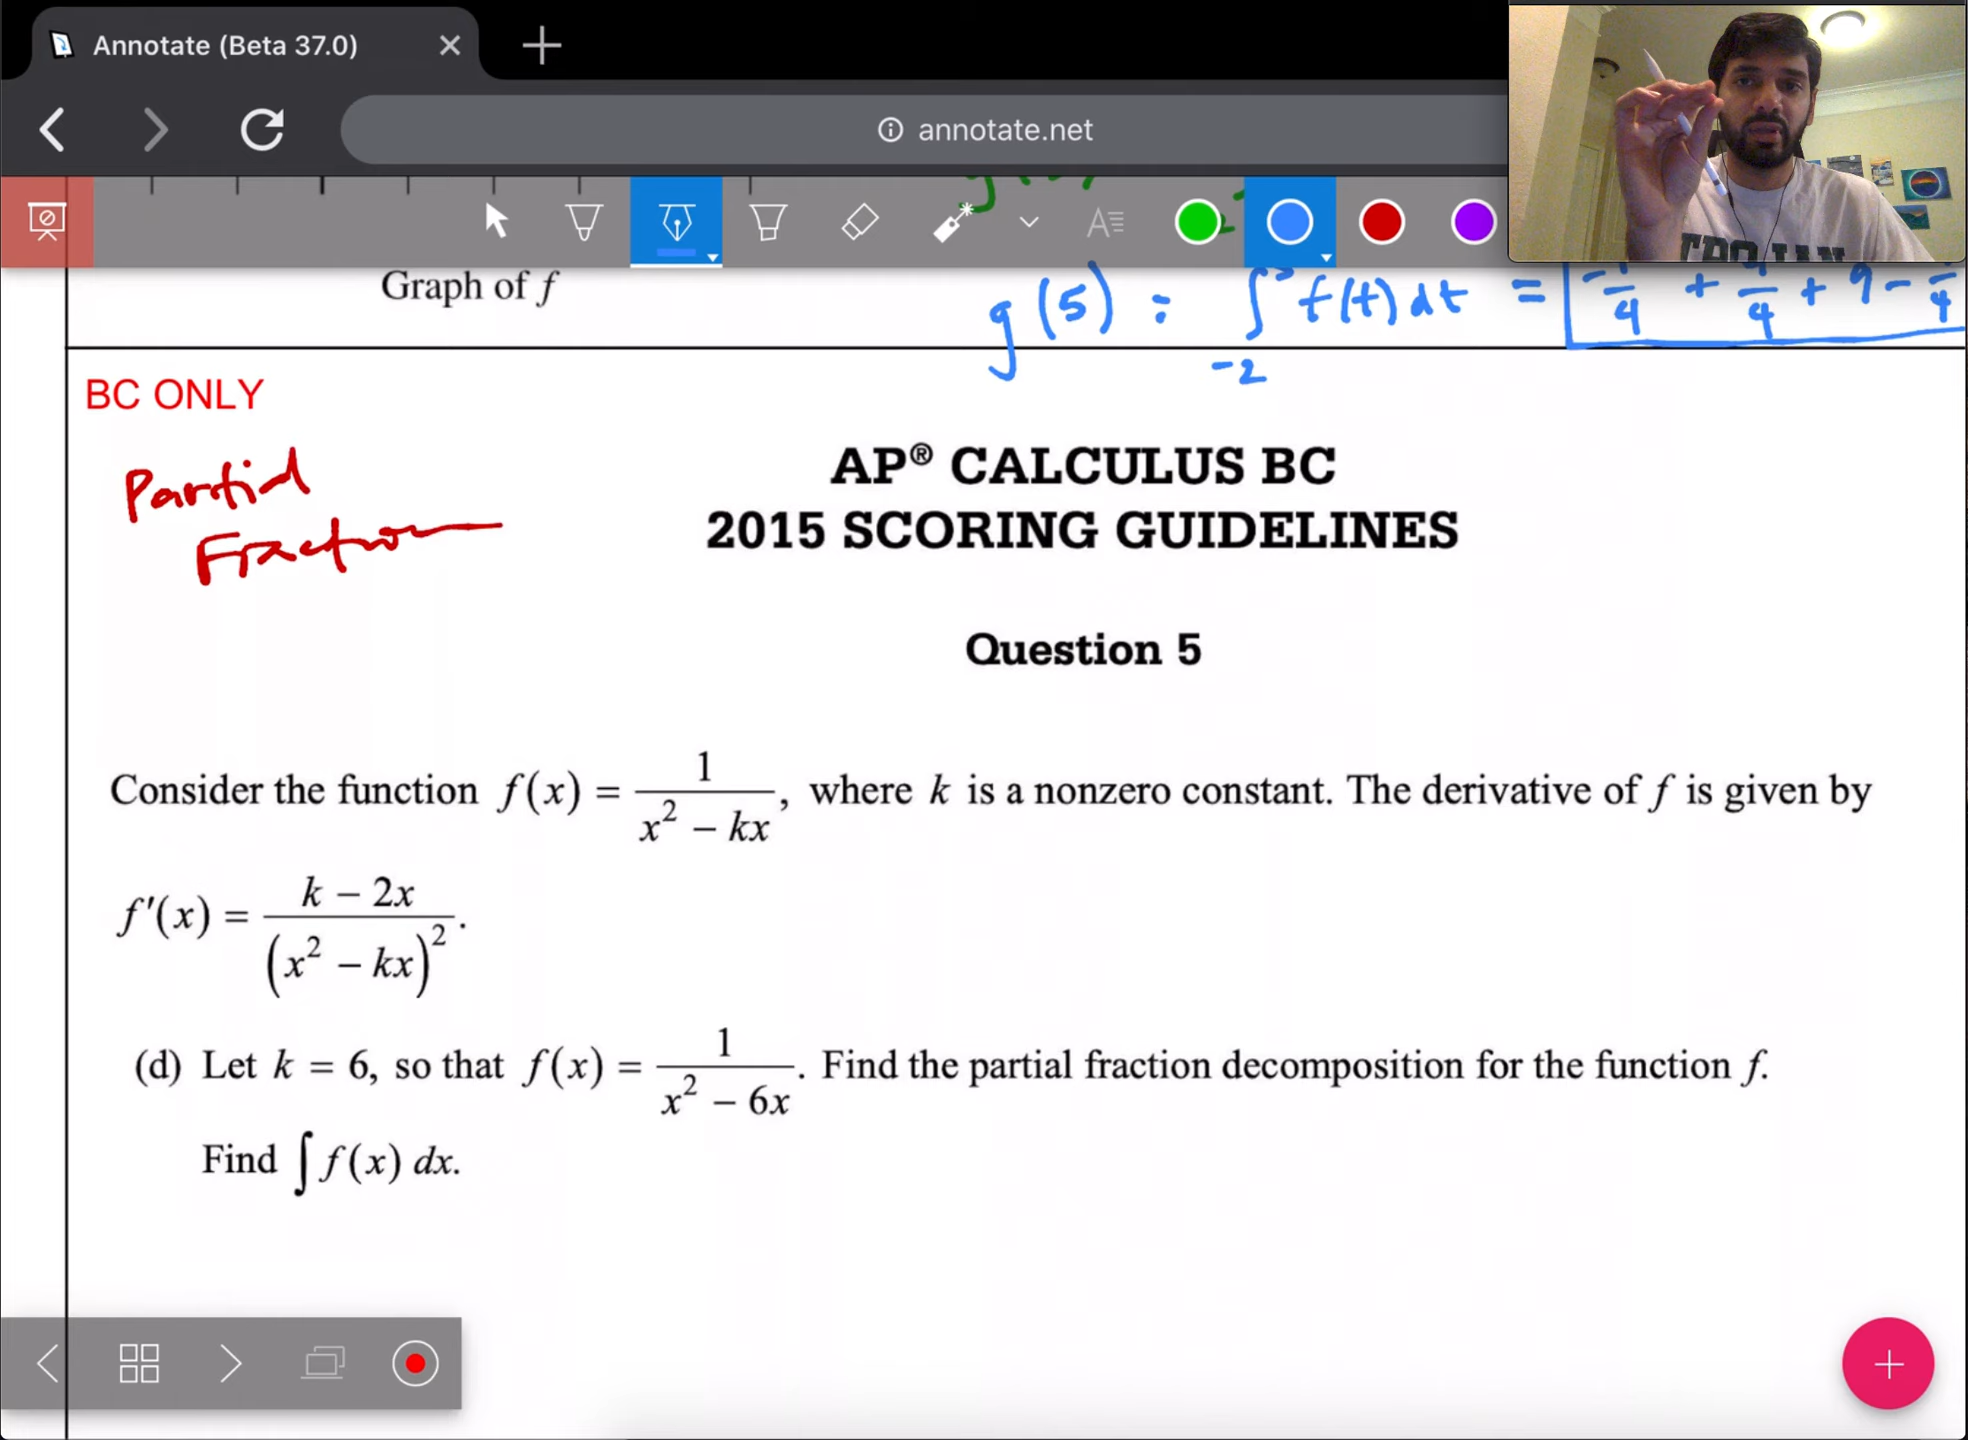 Annotate (Beta 37.0)
annotate.net
Graph of f
g(5) = ∫ f(t) dt = + + 9 -
-2
BC ONLY
Partial
Fraction
AP® CALCULUS BC
2015 SCORING GUIDELINES
Question 5
Consider the function f(x) = 1/(x² − kx), where k is a nonzero constant. The derivative of f is given by
f′(x) = (k − 2x)/(x² − kx)².
(d) Let k = 6, so that f(x) = 1/(x² − 6x). Find the partial fraction decomposition for the function f.
Find ∫ f(x) dx.